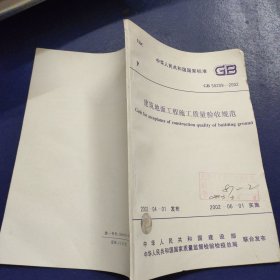 UDC
P
中华人民共和国国家标准
GB
GB 50209—2002
建筑地面工程施工质量验收规范
Code for acceptance of construction quality of building ground
2002－04－01 发布
2002－06－01 实施
中华人民共和国建设部
中华人民共和国国家质量监督检验检疫总局
联合发布